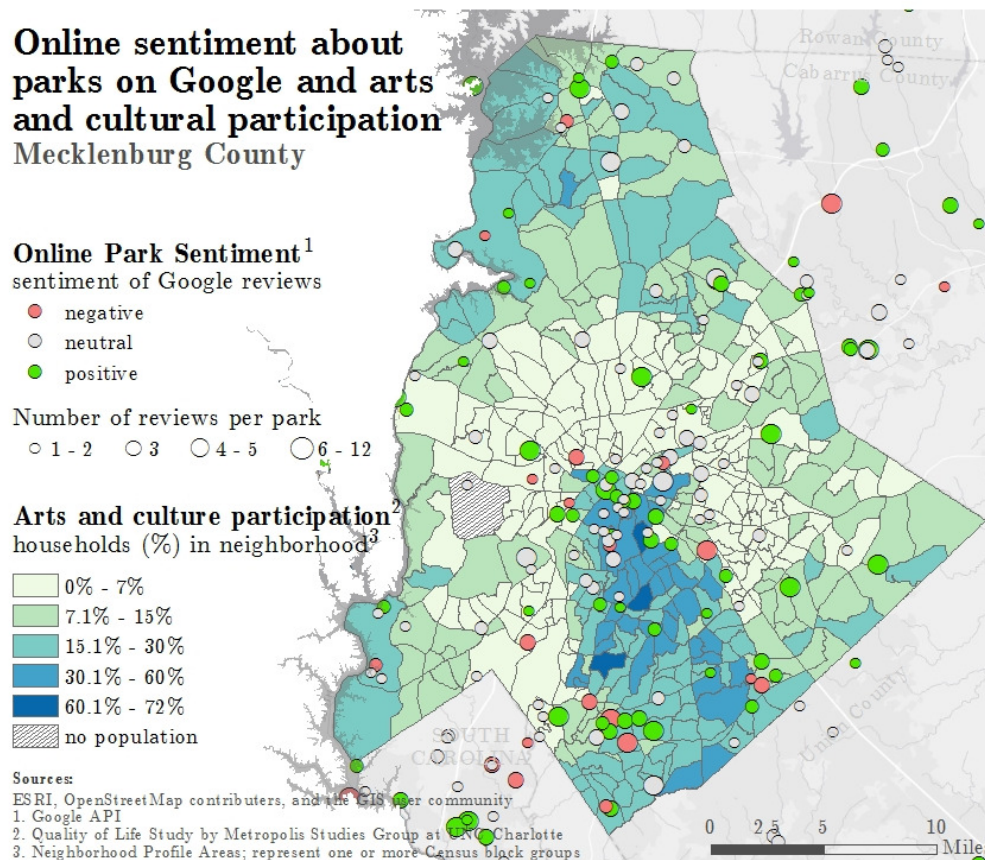 Online sentiment about
parks on Google and arts
and cultural participation
Mecklenburg County
Online Park Sentiment1
sentiment of Google reviews
negative
neutral
positive
Number of reviews per park
1 - 2
3
4 - 5
6 - 12
Arts and culture participation2
households (%) in neighborhood3
0% - 7%
7.1% - 15%
15.1% - 30%
30.1% - 60%
60.1% - 72%
no population
Sources:
ESRI, OpenStreetMap contributors, and the GIS user community
1. Google API
2. Quality of Life Study by Metropolis Studies Group at UNC Charlotte
3. Neighborhood Profile Areas; represent one or more Census block groups
Rowan County
Cabarrus County
Union County
SOUTH
CAROLINA
0 2.5 5 10
Miles